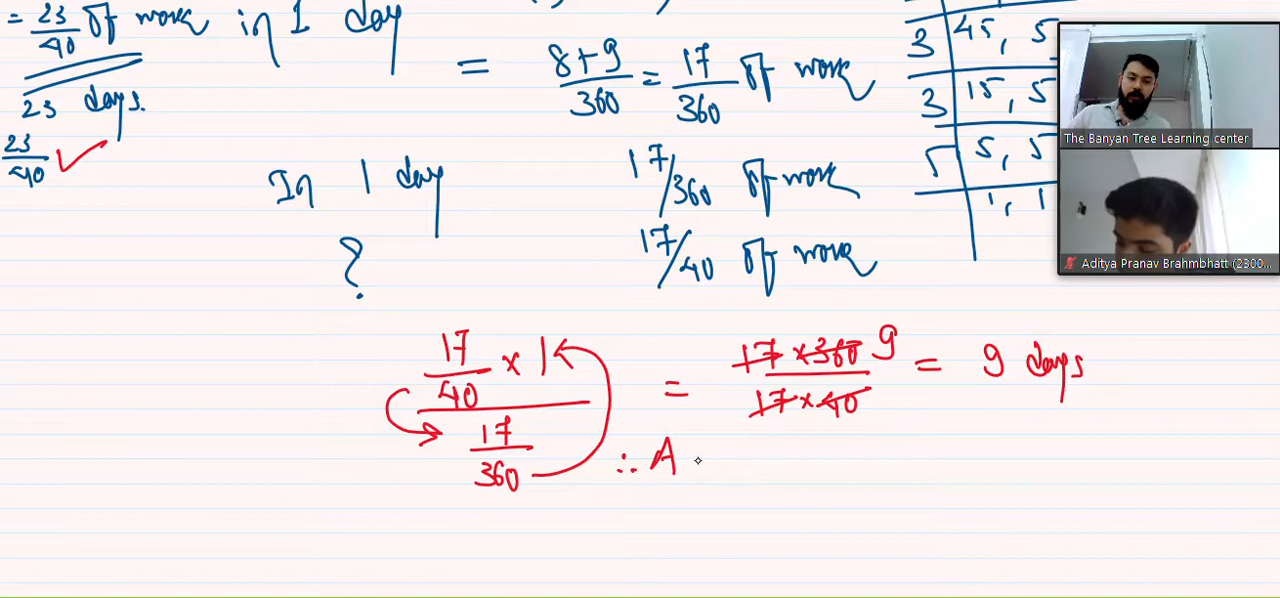 = 23/40 of work in 1 day
23 days.
23/40 ✓
= 8+9/360 = 17/360 of work
In 1 day 17/360 of work
? 17/40 of work
17/40 × 1
17/360
= 17 × 360 9 / 17 × 40 = 9 days
∴ A
3 | 45, 5
3 | 15, 5
5 | 5, 5
1, 1
The Banyan Tree Learning center
Aditya Pranav Brahmbhatt (2300...